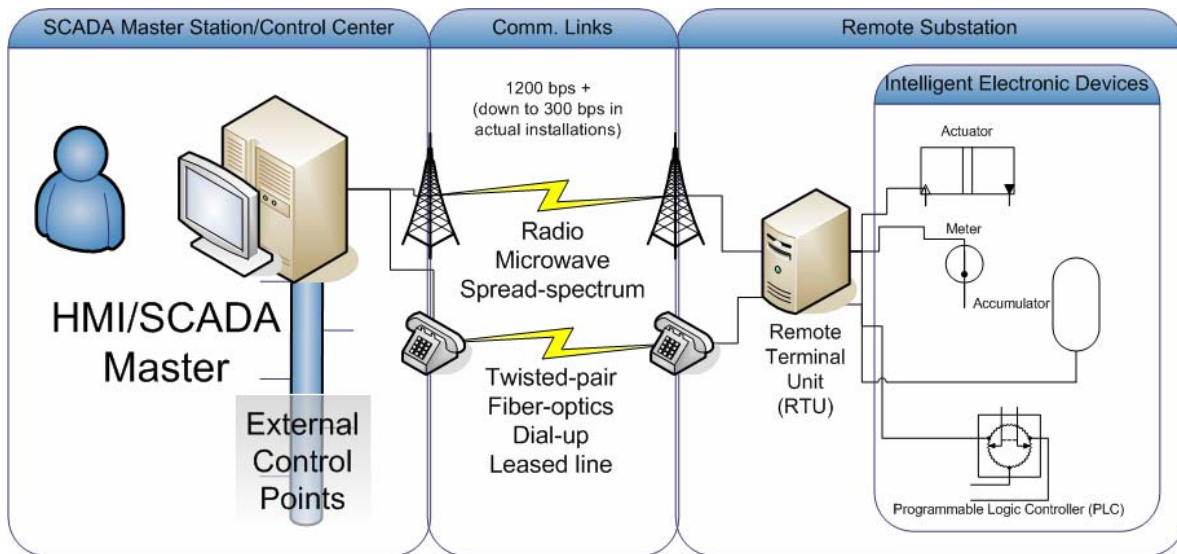 SCADA Master Station/Control Center
HMI/SCADA
Master
External
Control
Points
Comm. Links
1200 bps +
(down to 300 bps in
actual installations)
Radio
Microwave
Spread-spectrum
Twisted-pair
Fiber-optics
Dial-up
Leased line
Remote Substation
Remote
Terminal
Unit
(RTU)
Intelligent Electronic Devices
Actuator
Meter
Accumulator
Programmable Logic Controller (PLC)